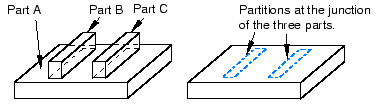 Part A
Part B
Part C
Partitions at the junction
of the three parts.